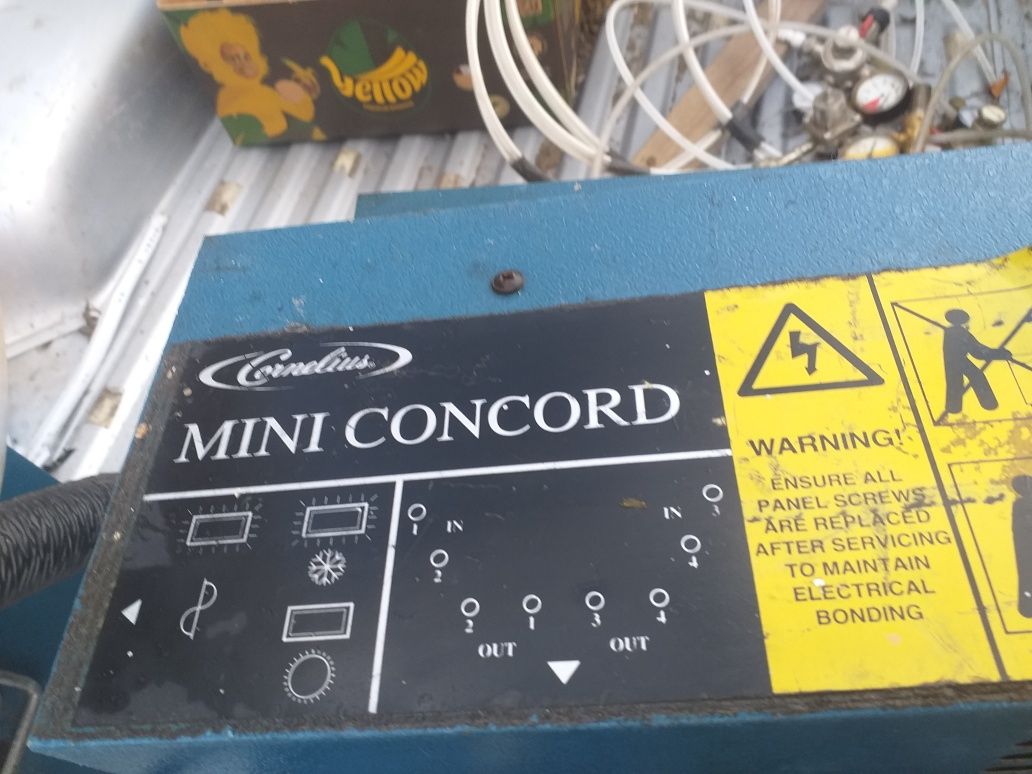 Yellow
Cornelius
MINI CONCORD
1 IN
2
2 1
OUT
IN 3
4
3 4
OUT
WARNING!
ENSURE ALL
PANEL SCREWS
ARE REPLACED
AFTER SERVICING
TO MAINTAIN
ELECTRICAL
BONDING